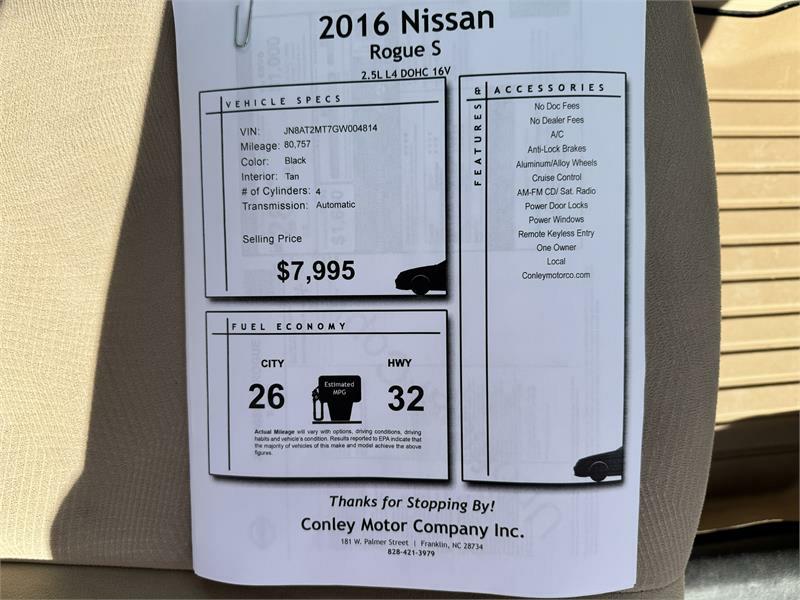 2016 Nissan
Rogue S
2.5L L4 DOHC 16V
VEHICLE SPECS
VIN: JN8AT2MT7GW004814
Mileage: 80,757
Color: Black
Interior: Tan
# of Cylinders: 4
Transmission: Automatic
Selling Price
$7,995
FUEL ECONOMY
CITY
26
Estimated
MPG
HWY
32
Actual Mileage will vary with options, driving conditions, driving
habits and vehicle's condition. Results reported to EPA indicate that
the majority of vehicles of this make and model achieve the above
figures.
FEATURES & ACCESSORIES
No Doc Fees
No Dealer Fees
A/C
Anti-Lock Brakes
Aluminum/Alloy Wheels
Cruise Control
AM-FM CD/ Sat. Radio
Power Door Locks
Power Windows
Remote Keyless Entry
One Owner
Local
Conleymotorco.com
Thanks for Stopping By!
Conley Motor Company Inc.
181 W. Palmer Street | Franklin, NC 28734
828-421-3979